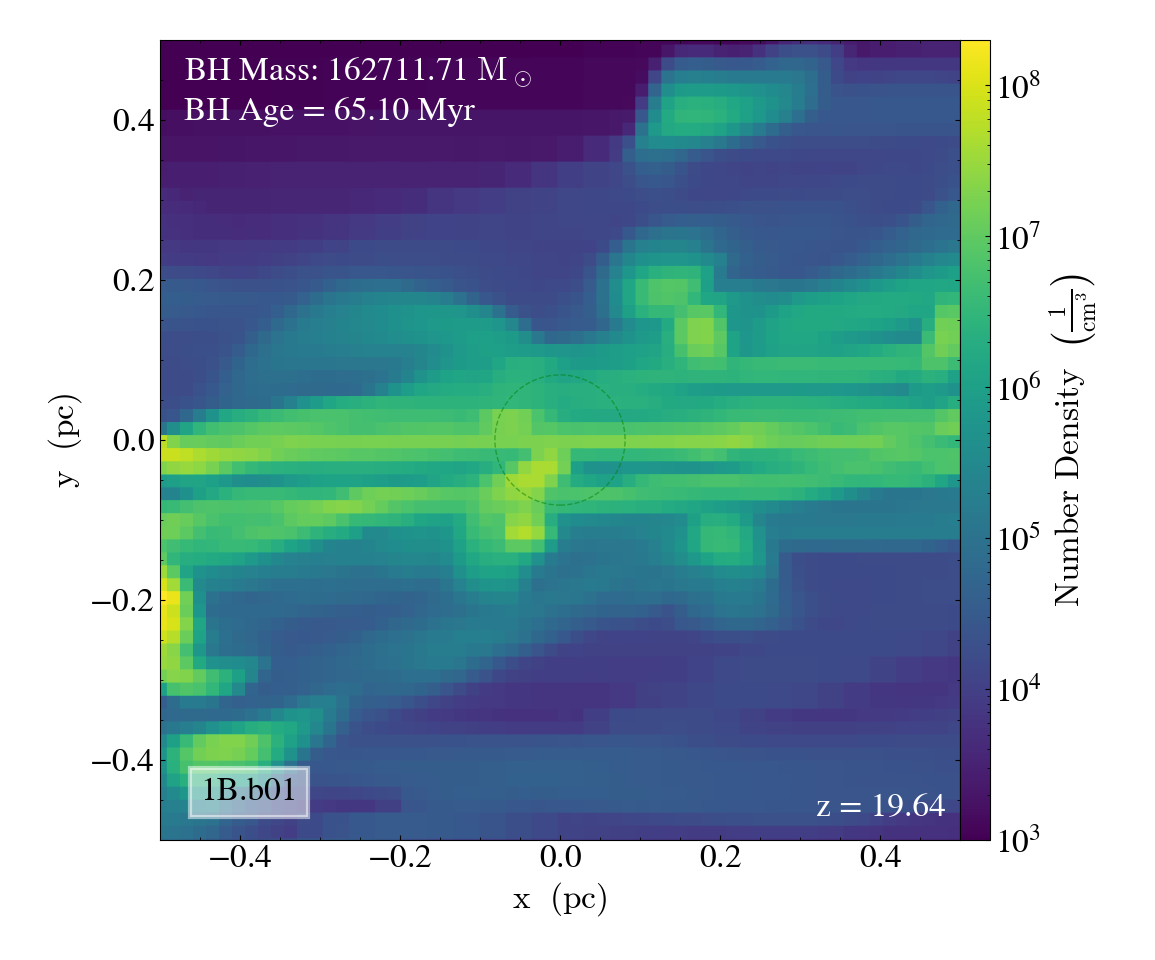 BH Mass: 162711.71 M⊙
BH Age = 65.10 Myr
1B.b01
z = 19.64
0.4
0.2
0.0
−0.2
−0.4
y (pc)
−0.4 −0.2 0.0 0.2 0.4
x (pc)
10⁸
10⁷
10⁶
10⁵
10⁴
10³
Number Density (1/cm³)